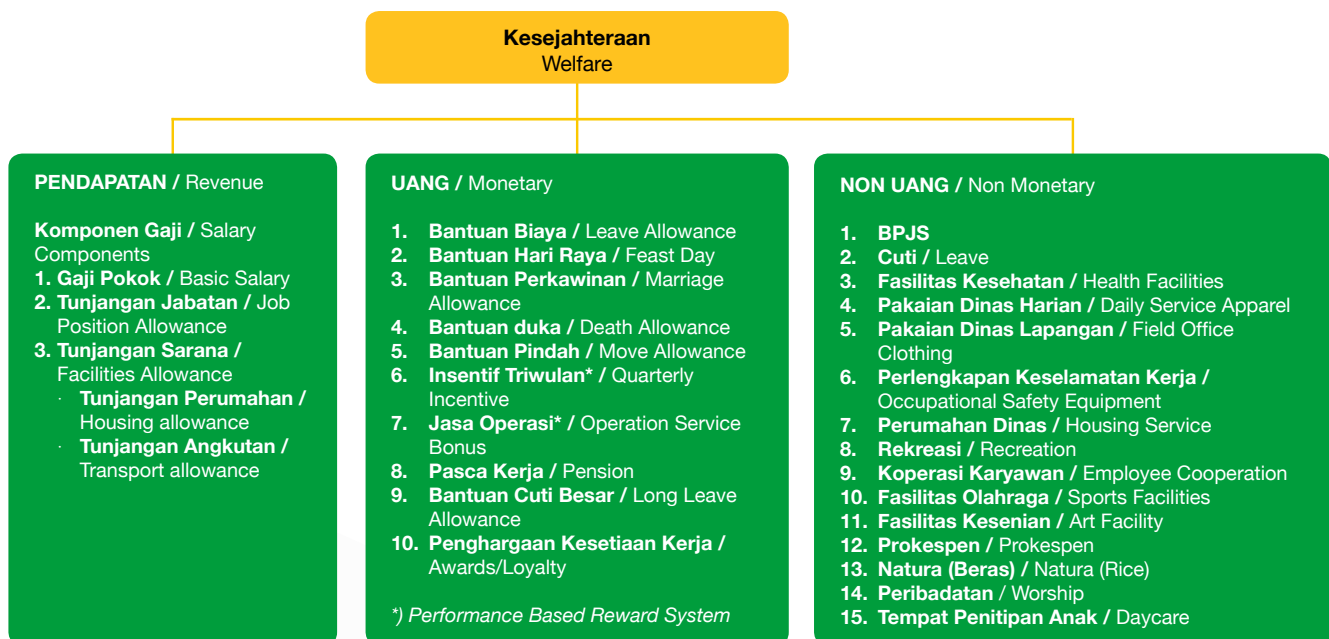 Kesejahteraan
Welfare
PENDAPATAN / Revenue
Komponen Gaji / Salary
Components
1. Gaji Pokok / Basic Salary
2. Tunjangan Jabatan / Job
Position Allowance
3. Tunjangan Sarana /
Facilities Allowance
· Tunjangan Perumahan /
Housing allowance
· Tunjangan Angkutan /
Transport allowance
UANG / Monetary
1. Bantuan Biaya / Leave Allowance
2. Bantuan Hari Raya / Feast Day
3. Bantuan Perkawinan / Marriage
Allowance
4. Bantuan duka / Death Allowance
5. Bantuan Pindah / Move Allowance
6. Insentif Triwulan* / Quarterly
Incentive
7. Jasa Operasi* / Operation Service
Bonus
8. Pasca Kerja / Pension
9. Bantuan Cuti Besar / Long Leave
Allowance
10. Penghargaan Kesetiaan Kerja /
Awards/Loyalty
*) Performance Based Reward System
NON UANG / Non Monetary
1. BPJS
2. Cuti / Leave
3. Fasilitas Kesehatan / Health Facilities
4. Pakaian Dinas Harian / Daily Service Apparel
5. Pakaian Dinas Lapangan / Field Office
Clothing
6. Perlengkapan Keselamatan Kerja /
Occupational Safety Equipment
7. Perumahan Dinas / Housing Service
8. Rekreasi / Recreation
9. Koperasi Karyawan / Employee Cooperation
10. Fasilitas Olahraga / Sports Facilities
11. Fasilitas Kesenian / Art Facility
12. Prokespen / Prokespen
13. Natura (Beras) / Natura (Rice)
14. Peribadatan / Worship
15. Tempat Penitipan Anak / Daycare